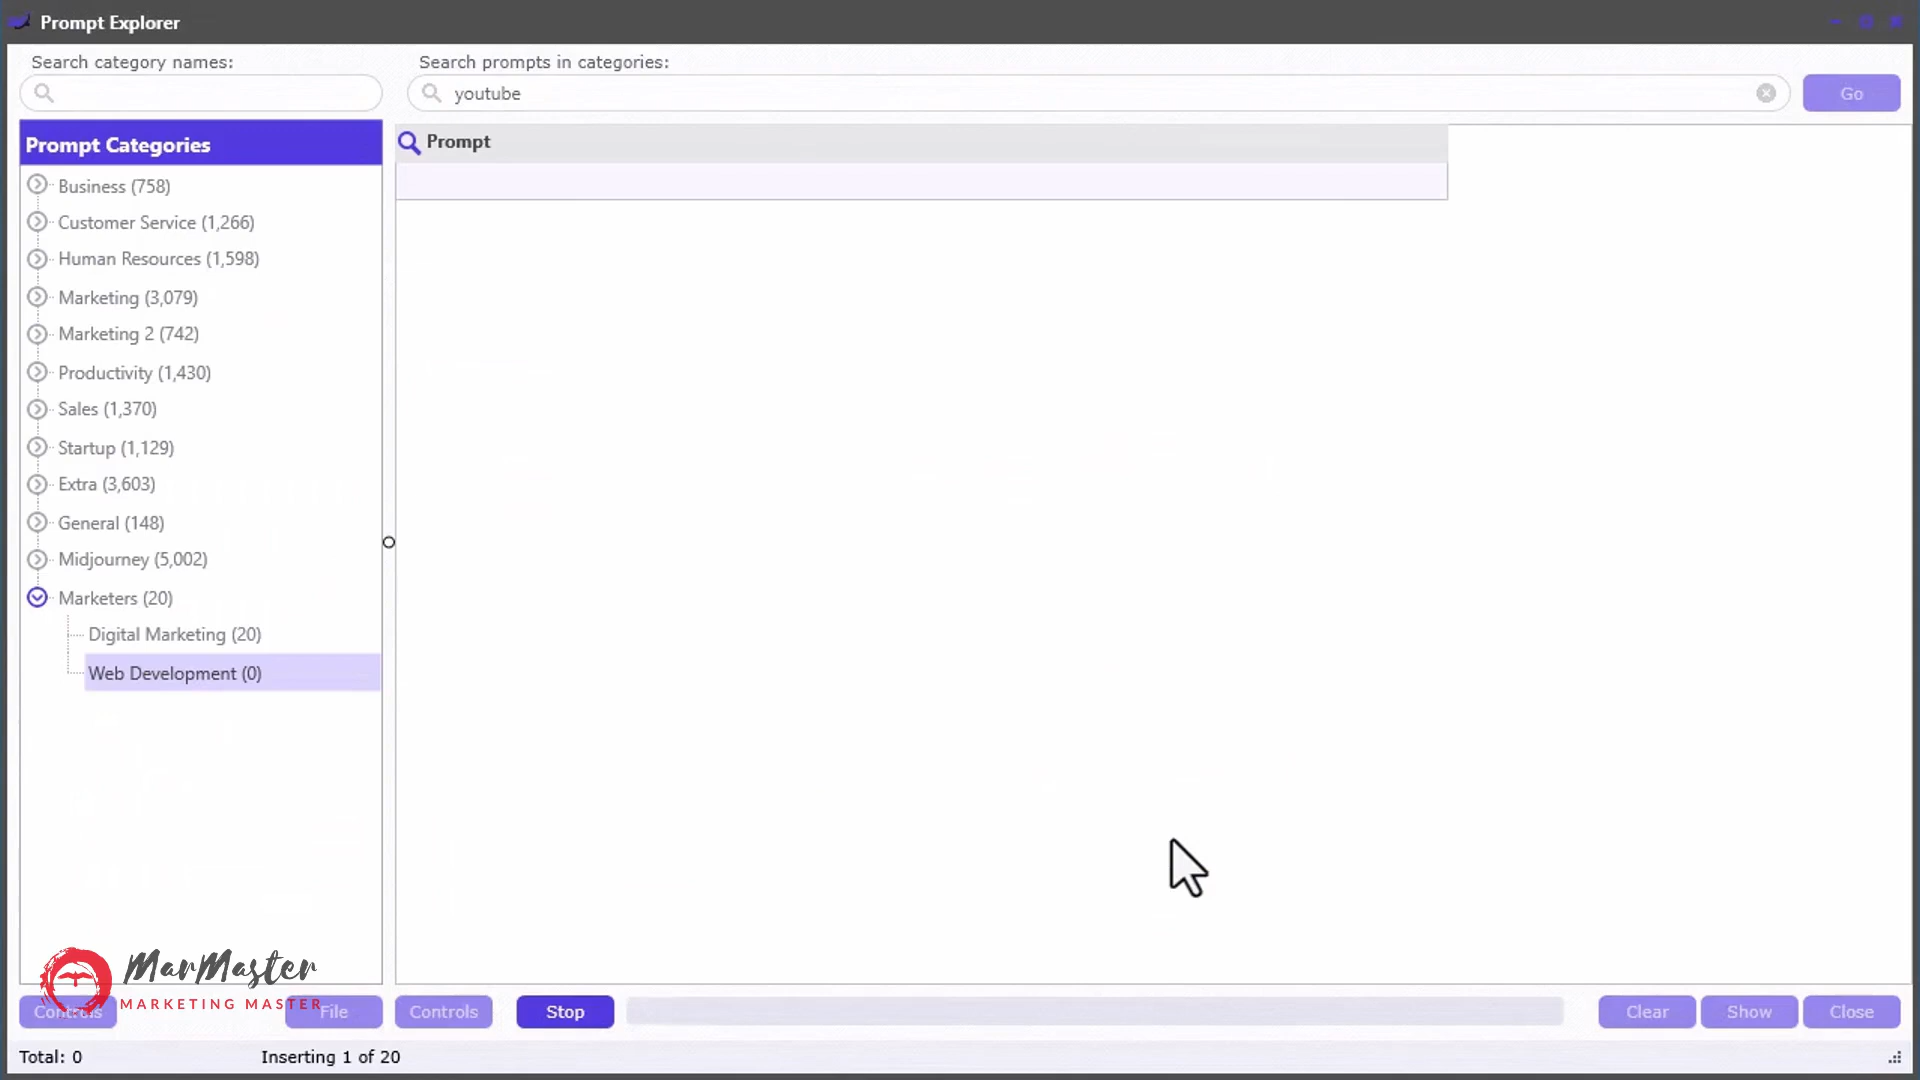 Prompt Explorer
Search category names:
Search prompts in categories:
youtube
Go
Prompt Categories
Business (758)
Customer Service (1,266)
Human Resources (1,598)
Marketing (3,079)
Marketing 2 (742)
Productivity (1,430)
Sales (1,370)
Startup (1,129)
Extra (3,603)
General (148)
Midjourney (5,002)
Marketers (20)
Digital Marketing (20)
Web Development (0)
Prompt
MarMaster
MARKETING MASTER
Controls
File
Controls
Stop
Clear
Show
Close
Total: 0
Inserting 1 of 20